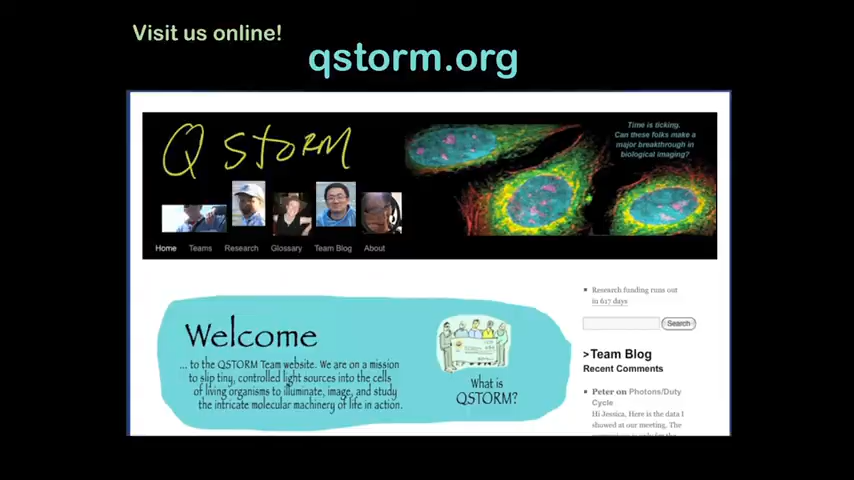 Visit us online!
qstorm.org
Q STORM
Time is ticking.
Can these folks make a
major breakthrough in
biological imaging?
Home Teams Research Glossary Team Blog About
Research funding runs out
in 617 days
Search
Welcome
... to the QSTORM Team website. We are on a mission
to slip tiny, controlled light sources into the cells
of living organisms to illuminate, image, and study
the intricate molecular machinery of life in action.
What is
QSTORM?
>Team Blog
Recent Comments
Peter on Photons/Duty
Cycle
Hi Jessica, Here is the data I
showed at our meeting. The